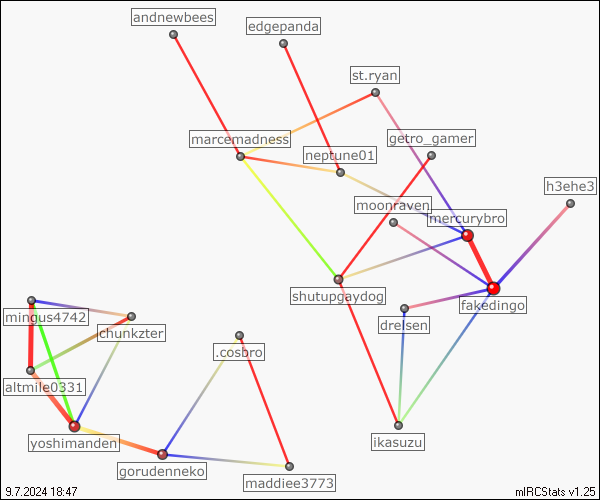 andnewbees
edgepanda
st.ryan
marcemadness
getro_gamer
neptune01
h3ehe3
moonraven
mercurybro
shutupgaydog
fakedingo
mingus4742
drelsen
chunkzter
.cosbro
altmile0331
yoshimanden
ikasuzu
gorudenneko
maddiee3773
9.7.2024 18:47
mIRCStats v1.25